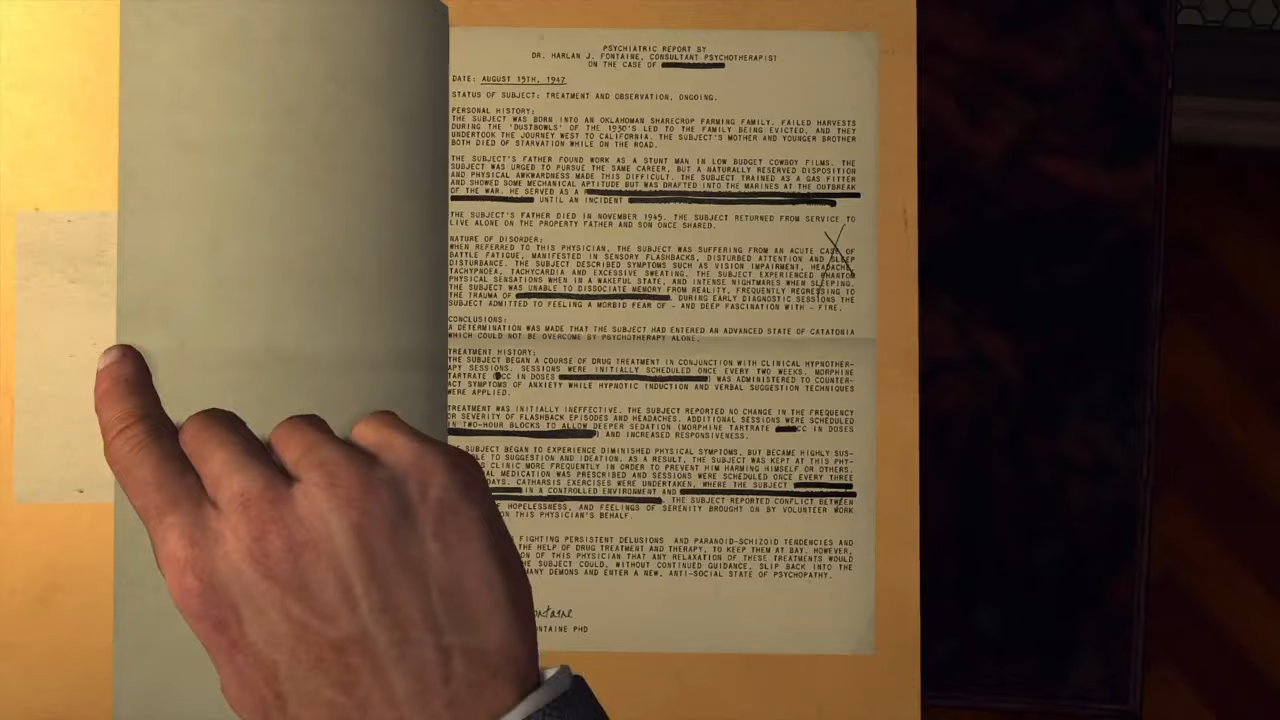 PSYCHIATRIC REPORT BY
DR. HARLAN J. FONTAINE, CONSULTANT PSYCHOTHERAPIST
ON THE CASE OF
DATE: AUGUST 15TH, 1947
STATUS OF SUBJECT: TREATMENT AND OBSERVATION, ONGOING.
PERSONAL HISTORY:
THE SUBJECT WAS BORN INTO AN OKLAHOMAN SHARECROP FARMING FAMILY. FAILED HARVESTS
DURING THE 'DUSTBOWLS' OF THE 1930'S LED TO THE FAMILY BEING EVICTED, AND THEY
UNDERTOOK THE JOURNEY WEST TO CALIFORNIA. THE SUBJECT'S MOTHER AND YOUNGER BROTHER
BOTH DIED OF STARVATION WHILE ON THE ROAD.
THE SUBJECT'S FATHER FOUND WORK AS A STUNT MAN IN LOW BUDGET COWBOY FILMS. THE
SUBJECT WAS URGED TO PURSUE THE SAME CAREER, BUT A NATURALLY RESERVED DISPOSITION
AND PHYSICAL AWKWARDNESS MADE THIS DIFFICULT. THE SUBJECT TRAINED AS A GAS FITTER
AND SHOWED SOME MECHANICAL APTITUDE BUT WAS DRAFTED INTO THE MARINES AT THE OUTBREAK
OF THE WAR. HE SERVED AS A
UNTIL AN INCIDENT
THE SUBJECT'S FATHER DIED IN NOVEMBER 1945. THE SUBJECT RETURNED FROM SERVICE TO
LIVE ALONE ON THE PROPERTY FATHER AND SON ONCE SHARED.
NATURE OF DISORDER:
WHEN REFERRED TO THIS PHYSICIAN, THE SUBJECT WAS SUFFERING FROM AN ACUTE CASE OF
BATTLE FATIGUE, MANIFESTED IN SENSORY FLASHBACKS, DISTURBED ATTENTION AND SLEEP
DISTURBANCE. THE SUBJECT DESCRIBED SYMPTOMS SUCH AS VISION IMPAIRMENT, HEADACHE,
TACHYPNOEA, TACHYCARDIA AND EXCESSIVE SWEATING. THE SUBJECT EXPERIENCED PHANTOM
PHYSICAL SENSATIONS WHEN IN A WAKEFUL STATE, AND INTENSE NIGHTMARES WHEN SLEEPING.
THE SUBJECT WAS UNABLE TO DISSOCIATE MEMORY FROM REALITY, FREQUENTLY REGRESSING TO
THE TRAUMA OF . DURING EARLY DIAGNOSTIC SESSIONS THE
SUBJECT ADMITTED TO FEELING A MORBID FEAR OF - AND DEEP FASCINATION WITH - FIRE.
CONCLUSIONS:
A DETERMINATION WAS MADE THAT THE SUBJECT HAD ENTERED AN ADVANCED STATE OF CATATONIA
WHICH COULD NOT BE OVERCOME BY PSYCHOTHERAPY ALONE.
TREATMENT HISTORY:
THE SUBJECT BEGAN A COURSE OF DRUG TREATMENT IN CONJUNCTION WITH CLINICAL HYPNOTHER-
APY SESSIONS. SESSIONS WERE INITIALLY SCHEDULED ONCE EVERY TWO WEEKS. MORPHINE
TARTRATE ( CC IN DOSES ) WAS ADMINISTERED TO COUNTER-
ACT SYMPTOMS OF ANXIETY WHILE HYPNOTIC INDUCTION AND VERBAL SUGGESTION TECHNIQUES
WERE APPLIED.
TREATMENT WAS INITIALLY INEFFECTIVE. THE SUBJECT REPORTED NO CHANGE IN THE FREQUENCY
OR SEVERITY OF FLASHBACK EPISODES AND HEADACHES. ADDITIONAL SESSIONS WERE SCHEDULED
IN TWO-HOUR BLOCKS TO ALLOW DEEPER SEDATION (MORPHINE TARTRATE CC IN DOSES
) AND INCREASED RESPONSIVENESS.
SUBJECT BEGAN TO EXPERIENCE DIMINISHED PHYSICAL SYMPTOMS, BUT BECAME HIGHLY SUS-
LE TO SUGGESTION AND IDEATION. AS A RESULT, THE SUBJECT WAS KEPT AT THIS PHY-
S CLINIC MORE FREQUENTLY IN ORDER TO PREVENT HIM HARMING HIMSELF OR OTHERS.
AL MEDICATION WAS PRESCRIBED AND SESSIONS WERE SCHEDULED ONCE EVERY THREE
DAYS. CATHARSIS EXERCISES WERE UNDERTAKEN, WHERE THE SUBJECT
IN A CONTROLLED ENVIRONMENT AND
. THE SUBJECT REPORTED CONFLICT BETWEEN
F HOPELESSNESS, AND FEELINGS OF SERENITY BROUGHT ON BY VOLUNTEER WORK
ON THIS PHYSICIAN'S BEHALF.
FIGHTING PERSISTENT DELUSIONS AND PARANOID-SCHIZOID TENDENCIES AND
THE HELP OF DRUG TREATMENT AND THERAPY, TO KEEP THEM AT BAY. HOWEVER,
ON OF THIS PHYSICIAN THAT ANY RELAXATION OF THESE TREATMENTS WOULD
HE SUBJECT COULD, WITHOUT CONTINUED GUIDANCE, SLIP BACK INTO THE
MANY DEMONS AND ENTER A NEW, ANTI-SOCIAL STATE OF PSYCHOPATHY.
ontaine
ONTAINE PHD